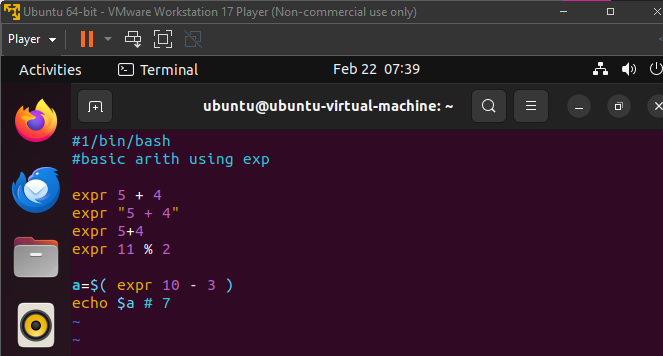 Ubuntu 64-bit - VMware Workstation 17 Player (Non-commercial use only)
Player
Activities
Terminal
Feb 22 07:39
ubuntu@ubuntu-virtual-machine: ~
#1/bin/bash
#basic arith using exp
expr 5 + 4
expr "5 + 4"
expr 5+4
expr 11 % 2
a=$( expr 10 - 3 )
echo $a # 7
~
~